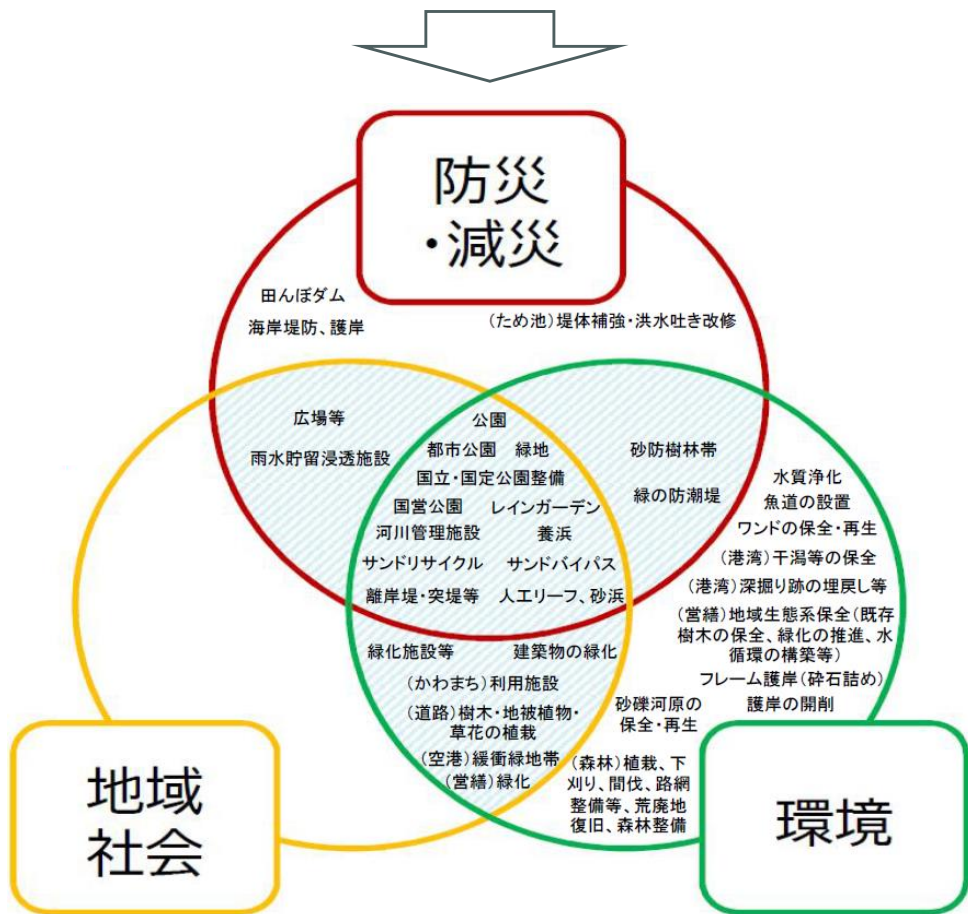 防災
・減災
田んぼダム
海岸堤防、護岸
（ため池）堤体補強・洪水吐き改修
広場等
雨水貯留浸透施設
公園
都市公園 緑地
国立・国定公園整備
国営公園 レインガーデン
河川管理施設 養浜
サンドリサイクル サンドバイパス
離岸堤・突堤等 人工リーフ、砂浜
砂防樹林帯
緑の防潮堤
水質浄化
魚道の設置
ワンドの保全・再生
（港湾）干潟等の保全
（港湾）深掘り跡の埋戻し等
（営繕）地域生態系保全（既存
樹木の保全、緑化の推進、水
循環の構築等）
フレーム護岸（砕石詰め）
護岸の開削
緑化施設等 建築物の緑化
（かわまち）利用施設
（道路）樹木・地被植物・
草花の植栽
（空港）緩衝緑地帯
（営繕）緑化
砂礫河原の
保全・再生
（森林）植栽、下
刈り、間伐、路網
整備等、荒廃地
復旧、森林整備
地域
社会
環境